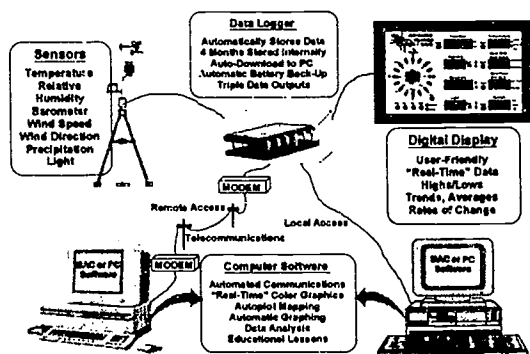 Sensors
Temperature
Relative
Humidity
Barometer
Wind Speed
Wind Direction
Precipitation
Light
Data Logger
Automatically Stores Data
4 Months Stored Internally
Auto-Download to PC
Automatic Battery Back-Up
Triple Data Outputs
Digital Display
User-Friendly
"Real-Time" Data
Highs/Lows
Trends, Averages
Rates of Change
MODEM
Remote Access
Telecommunications
Local Access
MAC or PC
Software
MODEM
Computer Software
Automated Communications
"Real-Time" Color Graphics
Autoplot Mapping
Automatic Graphing
Data Analysis
Educational Lessons
MAC or PC
Software